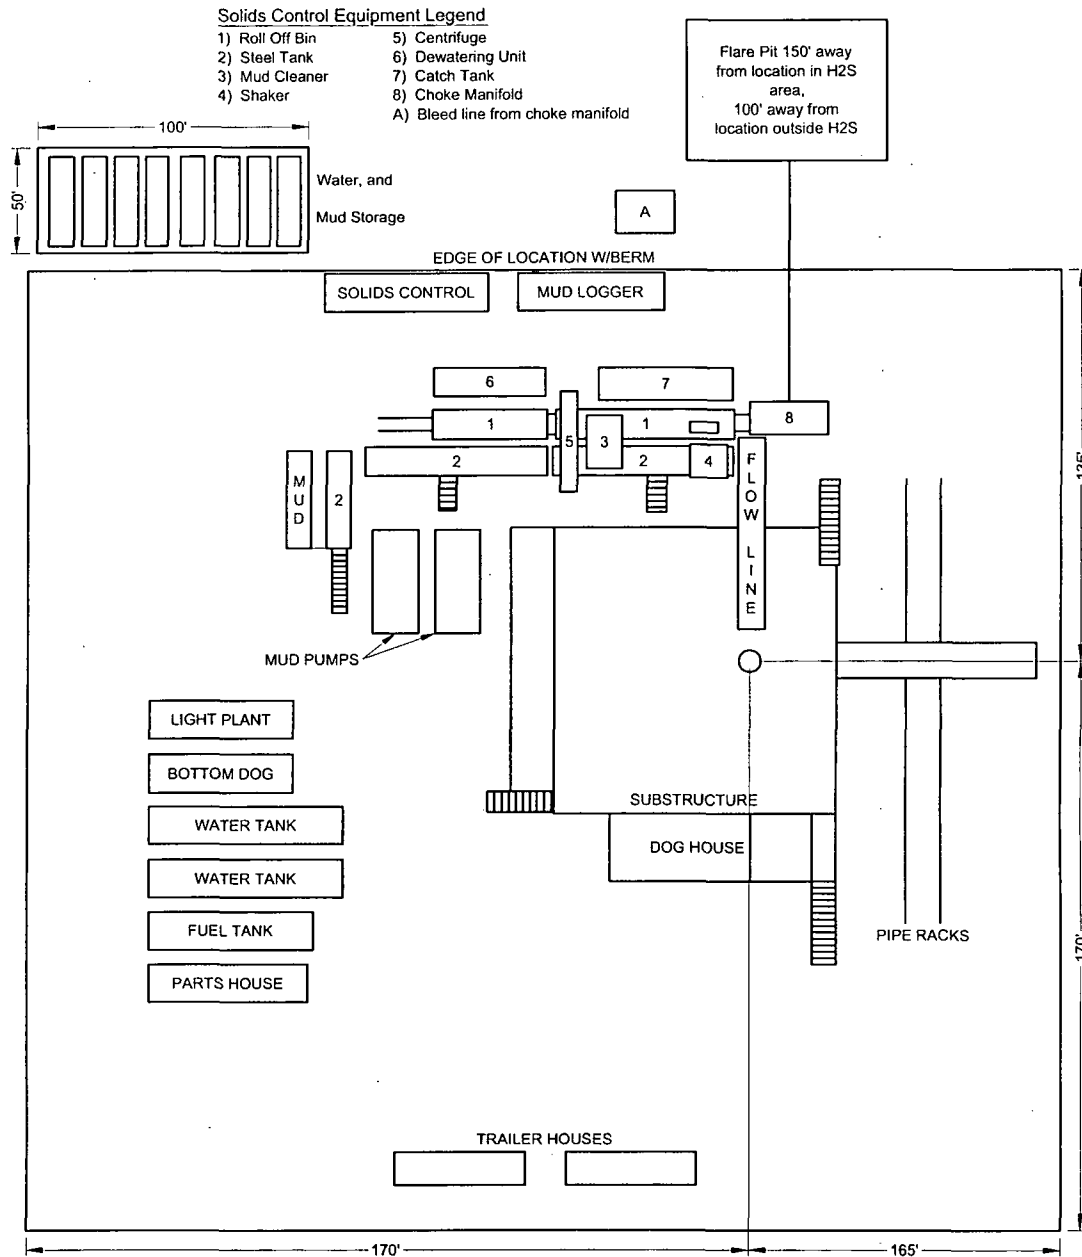 Solids Control Equipment Legend
1) Roll Off Bin
2) Steel Tank
3) Mud Cleaner
4) Shaker
5) Centrifuge
6) Dewatering Unit
7) Catch Tank
8) Choke Manifold
A) Bleed line from choke manifold
Flare Pit 150' away
from location in H2S
area,
100' away from
location outside H2S
100'
50'
Water, and
Mud Storage
A
EDGE OF LOCATION W/BERM
SOLIDS CONTROL
MUD LOGGER
6
7
1
5
3
1
8
2
2
4
MUD
2
FLOW LINE
135'
MUD PUMPS
LIGHT PLANT
BOTTOM DOG
WATER TANK
WATER TANK
FUEL TANK
PARTS HOUSE
SUBSTRUCTURE
DOG HOUSE
PIPE RACKS
170'
TRAILER HOUSES
170'
165'